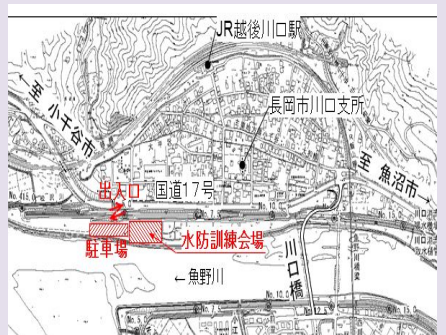 JR越後川口駅
長岡市川口支所
至 小千谷市
至 魚沼市
出入口
国道17号
駐車場
水防訓練会場
川口橋
←魚野川